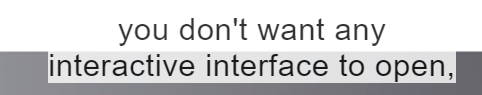 you don't want any
interactive interface to open,